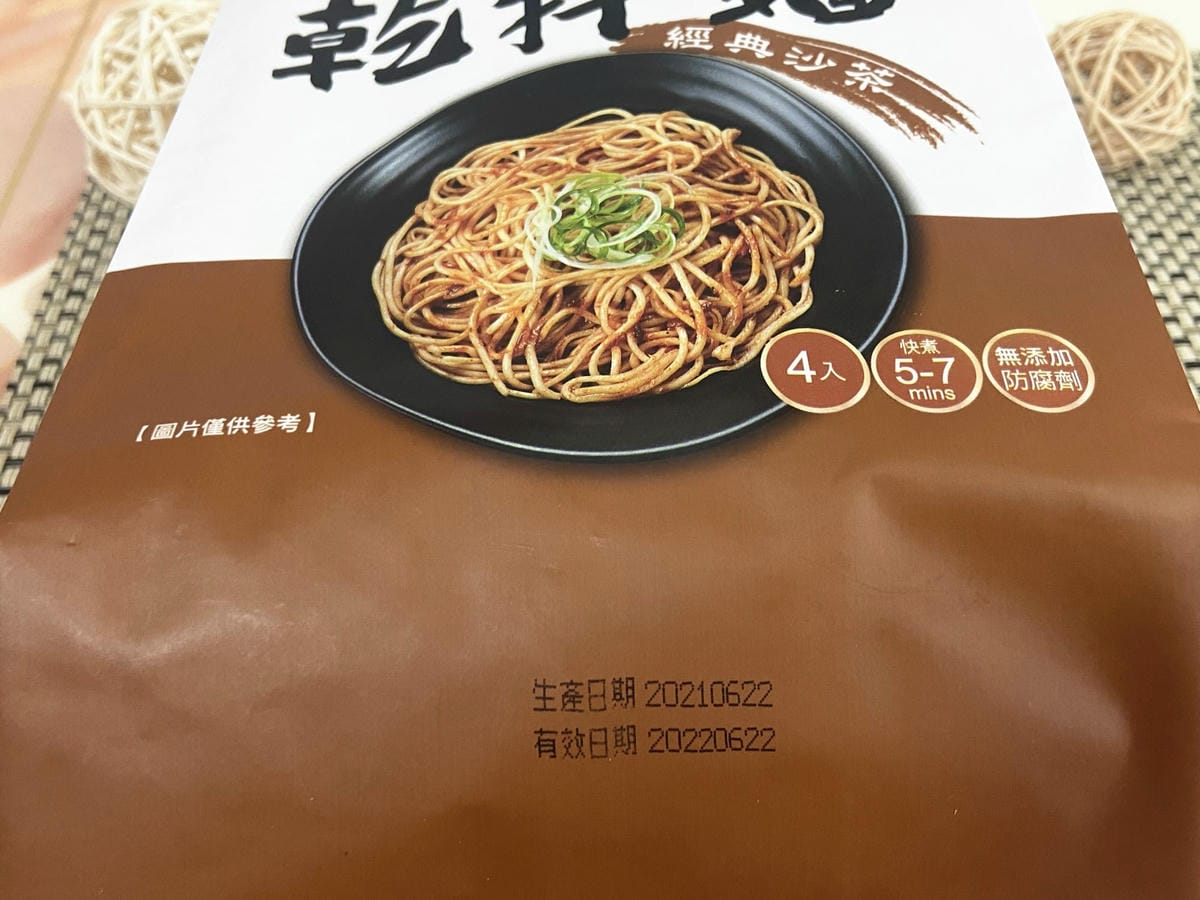 乾拌麵
經典沙茶
4入
快煮
5-7
mins
無添加
防腐劑
【圖片僅供參考】
生產日期 20210622
有效日期 20220622